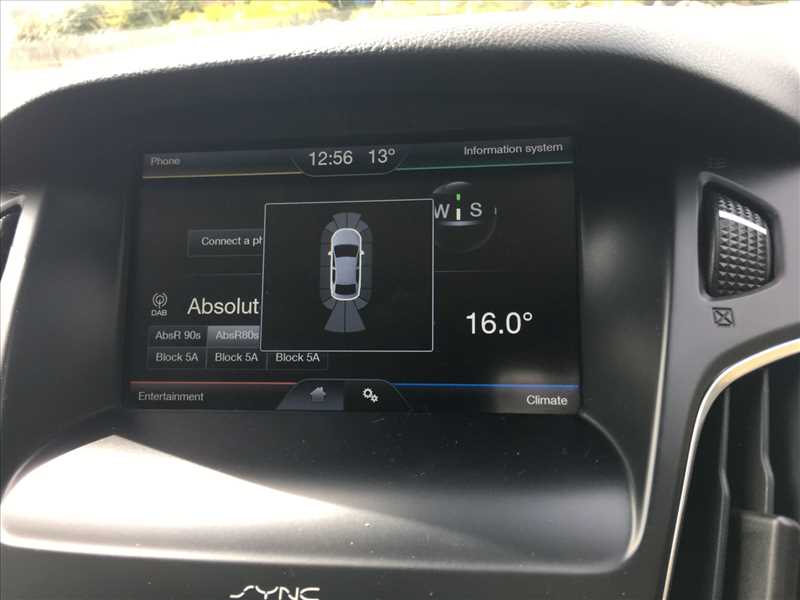 Phone
12:56 13°
Information system
W S
Connect a ph
DAB
Absolut
16.0°
AbsR 90s AbsR80s
Block 5A Block 5A Block 5A
Entertainment
Climate
SYNC